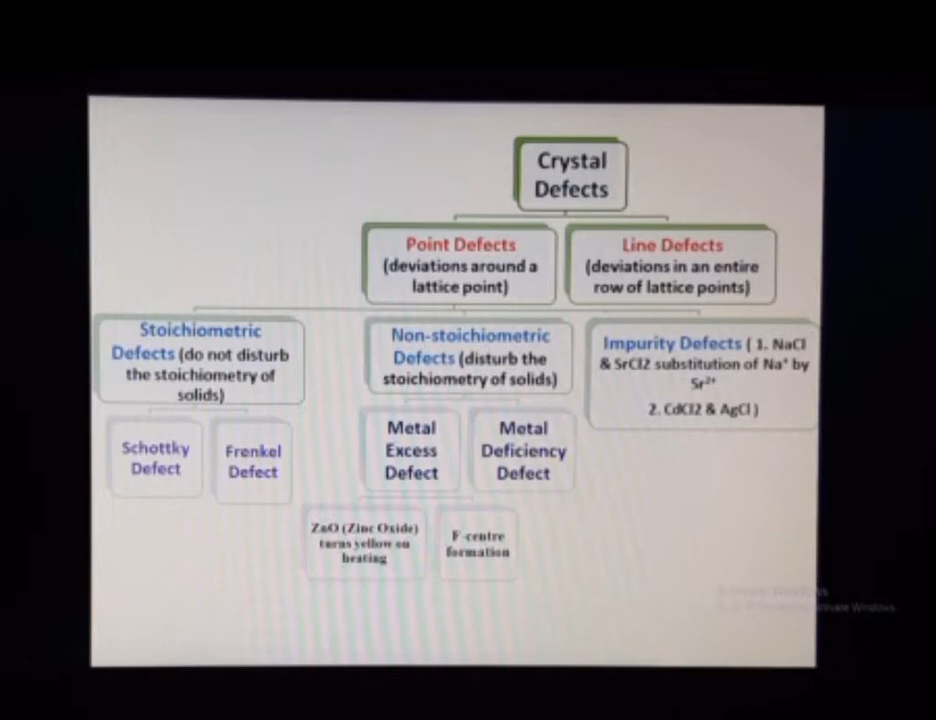 Crystal
Defects
Point Defects
(deviations around a
lattice point)
Line Defects
(deviations in an entire
row of lattice points)
Stoichiometric
Defects (do not disturb
the stoichiometry of
solids)
Non-stoichiometric
Defects (disturb the
stoichiometry of solids)
Impurity Defects ( 1. NaCl
& SrCl2 substitution of Na⁺ by
Sr²⁺
2. CdCl2 & AgCl )
Schottky
Defect
Frenkel
Defect
Metal
Excess
Defect
Metal
Deficiency
Defect
ZnO (Zinc Oxide)
turns yellow on
heating
F-centre
formation
Activate Windows